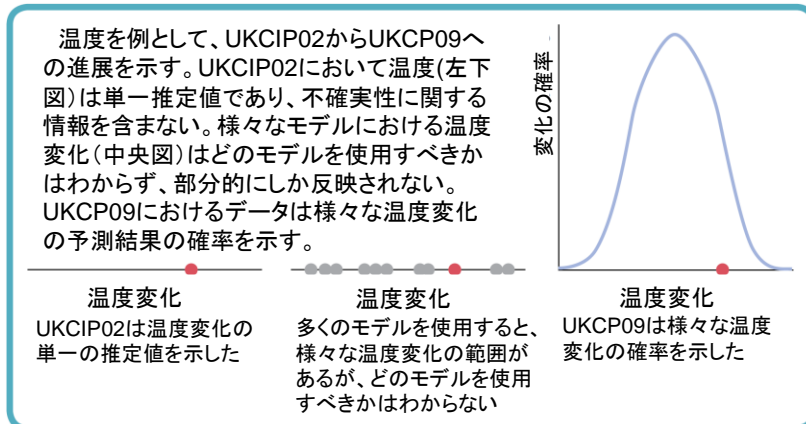 温度を例として、UKCIP02からUKCP09へ
の進展を示す。UKCIP02において温度(左下
図)は単一推定値であり、不確実性に関する
情報を含まない。様々なモデルにおける温度
変化(中央図)はどのモデルを使用すべきか
はわからず、部分的にしか反映されない。
UKCP09におけるデータは様々な温度変化
の予測結果の確率を示す。
変化の確率
温度変化
UKCIP02は温度変化の
単一の推定値を示した
温度変化
多くのモデルを使用すると、
様々な温度変化の範囲が
あるが、どのモデルを使用
すべきかはわからない
温度変化
UKCP09は様々な温度
変化の確率を示した